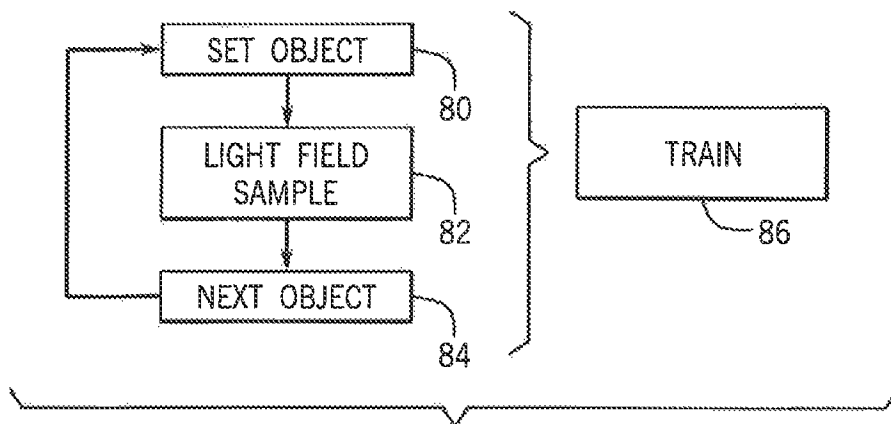 SET OBJECT
80
LIGHT FIELD
SAMPLE
82
NEXT OBJECT
84
TRAIN
86